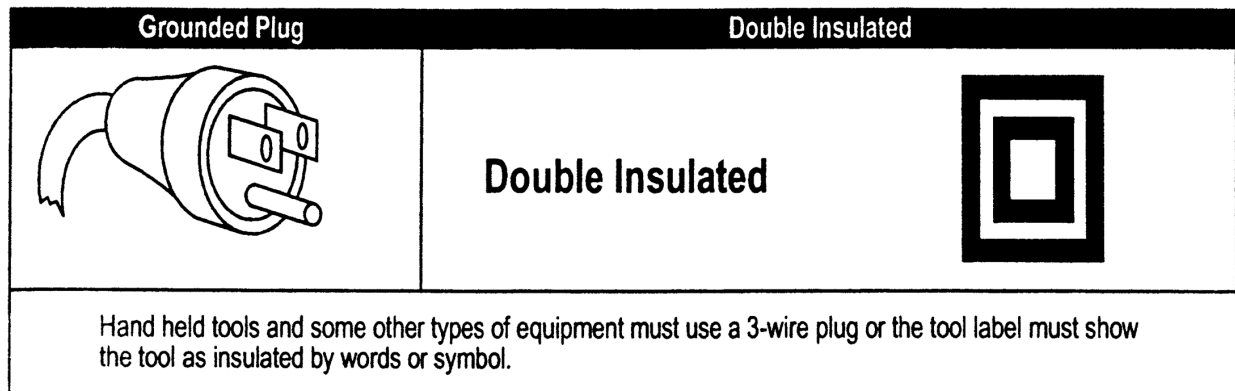 Grounded Plug
Double Insulated
Double Insulated
Hand held tools and some other types of equipment must use a 3-wire plug or the tool label must show
the tool as insulated by words or symbol.